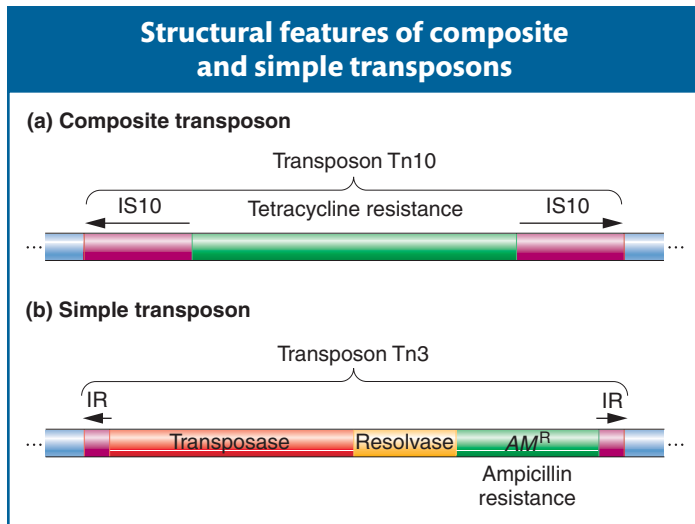 Structural features of composite
and simple transposons
(a) Composite transposon
Transposon Tn10
IS10 Tetracycline resistance IS10
... ...
(b) Simple transposon
Transposon Tn3
IR IR
... Transposase Resolvase AMR ...
Ampicillin
resistance